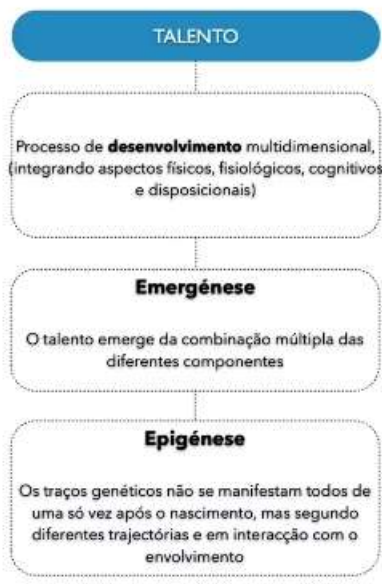 TALENTO
Processo de desenvolvimento multidimensional,
(integrando aspectos físicos, fisiológicos, cognitivos
e disposicionais)
Emergénese
O talento emerge da combinação múltipla das
diferentes componentes
Epigénese
Os traços genéticos não se manifestam todos de
uma só vez após o nascimento, mas segundo
diferentes trajectórias e em interacção com o
envolvimento